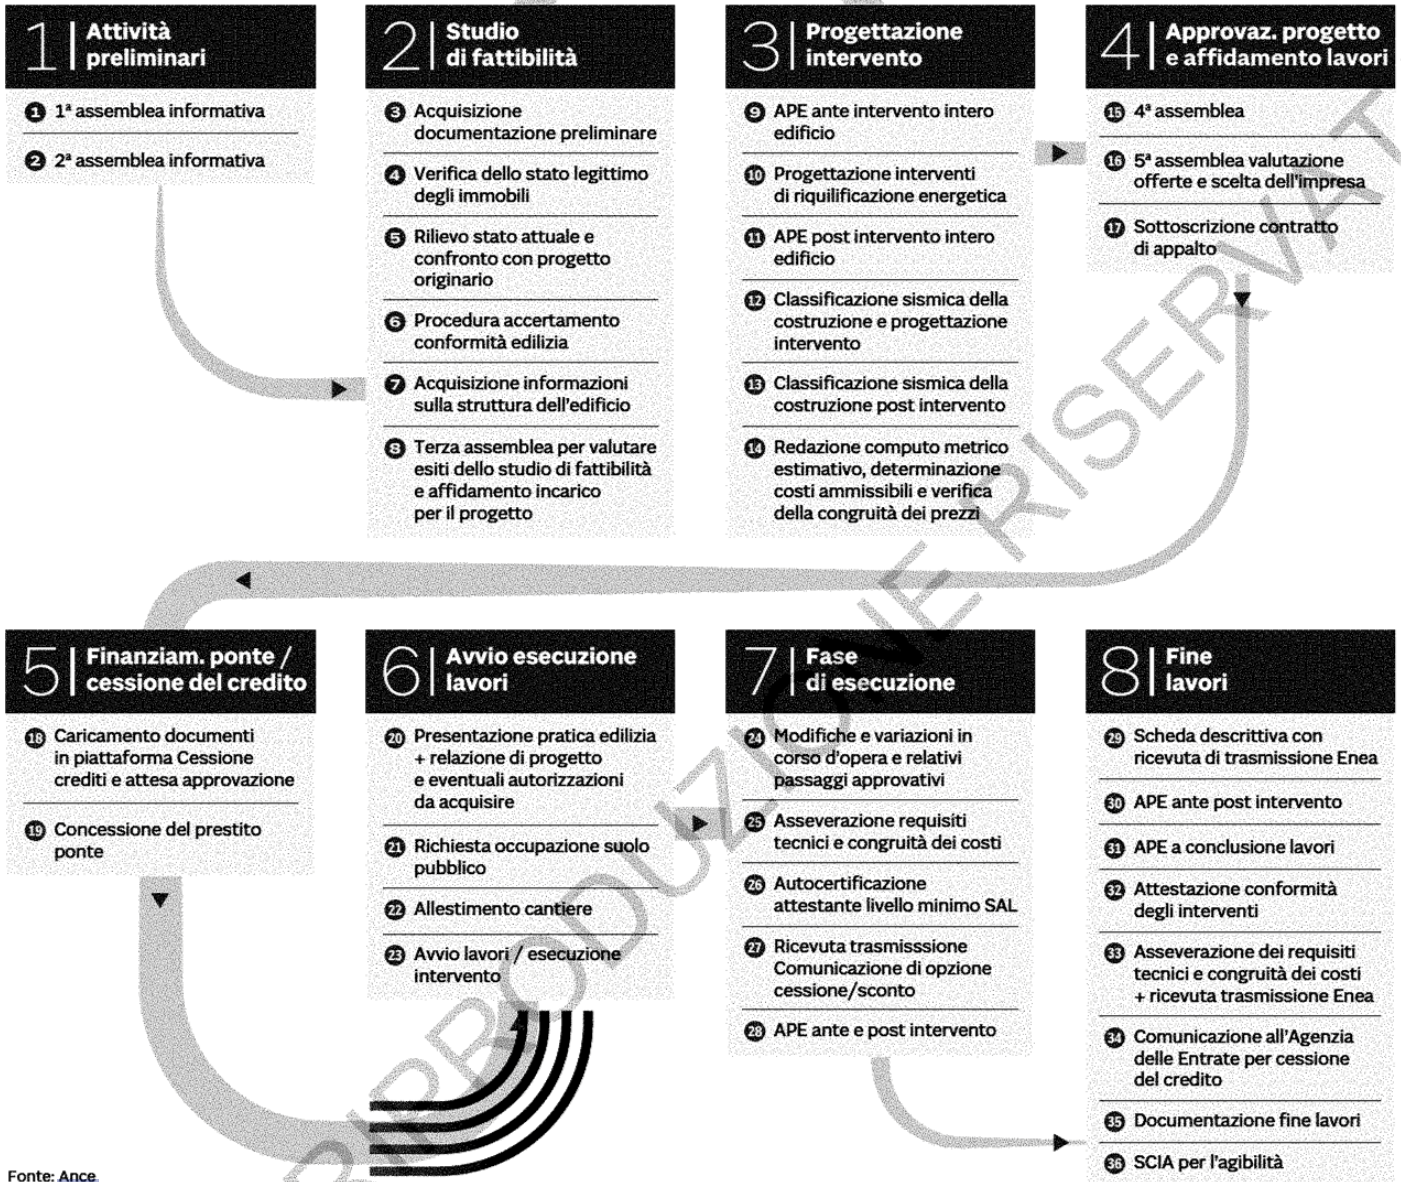 1 Attività
preliminari
1 1ª assemblea informativa
2 2ª assemblea informativa
2 Studio
di fattibilità
3 Acquisizione
documentazione preliminare
4 Verifica dello stato legittimo
degli immobili
5 Rilievo stato attuale e
confronto con progetto
originario
6 Procedura accertamento
conformità edilizia
7 Acquisizione informazioni
sulla struttura dell'edificio
8 Terza assemblea per valutare
esiti dello studio di fattibilità
e affidamento incarico
per il progetto
3 Progettazione
intervento
9 APE ante intervento intero
edificio
10 Progettazione interventi
di riquilificazione energetica
11 APE post intervento intero
edificio
12 Classificazione sismica della
costruzione e progettazione
intervento
13 Classificazione sismica della
costruzione post intervento
14 Redazione computo metrico
estimativo, determinazione
costi ammissibili e verifica
della congruità dei prezzi
4 Approvaz. progetto
e affidamento lavori
15 4ª assemblea
16 5ª assemblea valutazione
offerte e scelta dell'impresa
17 Sottoscrizione contratto
di appalto
5 Finanziam. ponte /
cessione del credito
18 Caricamento documenti
in piattaforma Cessione
crediti e attesa approvazione
19 Concessione del prestito
ponte
6 Avvio esecuzione
lavori
20 Presentazione pratica edilizia
+ relazione di progetto
e eventuali autorizzazioni
da acquisire
21 Richiesta occupazione suolo
pubblico
22 Allestimento cantiere
23 Avvio lavori / esecuzione
intervento
7 Fase
di esecuzione
24 Modifiche e variazioni in
corso d'opera e relativi
passaggi approvativi
25 Asseverazione requisiti
tecnici e congruità dei costi
26 Autocertificazione
attestante livello minimo SAL
27 Ricevuta trasmisssione
Comunicazione di opzione
cessione/sconto
28 APE ante e post intervento
8 Fine
lavori
29 Scheda descrittiva con
ricevuta di trasmissione Enea
30 APE ante post intervento
31 APE a conclusione lavori
32 Attestazione conformità
degli interventi
33 Asseverazione dei requisiti
tecnici e congruità dei costi
+ ricevuta trasmissione Enea
34 Comunicazione all'Agenzia
delle Entrate per cessione
del credito
35 Documentazione fine lavori
36 SCIA per l'agibilità
Fonte: Ance
RIPRODUZIONE RISERVAT